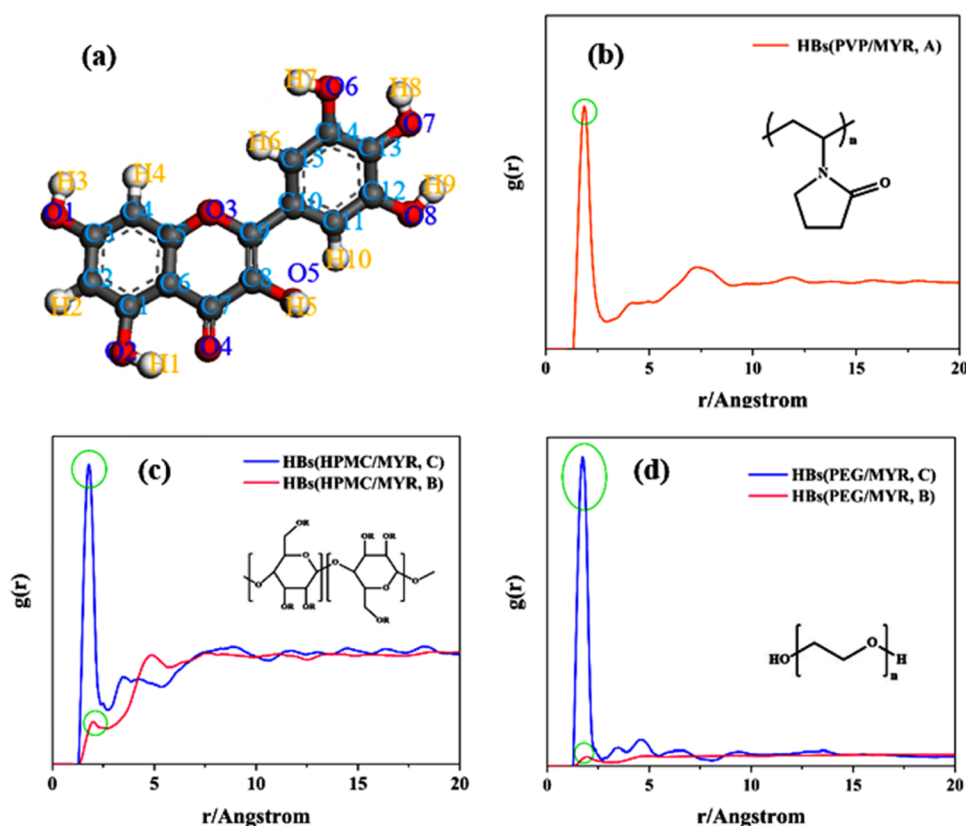 (a)
H7
O6
H8
O7
C14
H6
C13
C15
H3
H4
C12
H9
C10
O1
C4
O3
O8
C3
C5
C9
C11
H10
C2
C6
C8
O5
H2
C1
C7
H5
O2
H1
O4
(b)
HBs(PVP/MYR, A)
n
N
O
g(r)
0 5 10 15 20
r/Angstrom
(c)
HBs(HPMC/MYR, C)
HBs(HPMC/MYR, B)
OR
OR OR
O
O
O
O
O
OR OR
OR
g(r)
0 5 10 15 20
r/Angstrom
(d)
HBs(PEG/MYR, C)
HBs(PEG/MYR, B)
HO
O
H
n
g(r)
0 5 10 15 20
r/Angstrom